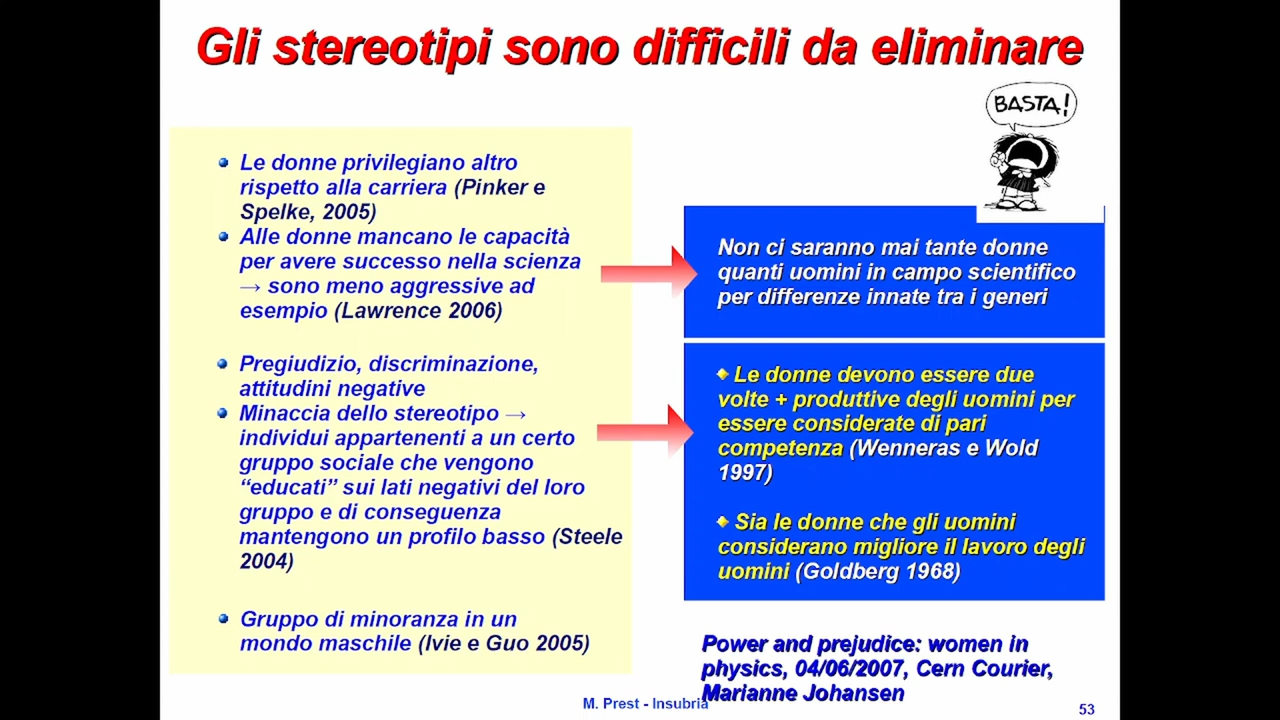 Gli stereotipi sono difficili da eliminare
BASTA!
Le donne privilegiano altro
rispetto alla carriera (Pinker e
Spelke, 2005)
Alle donne mancano le capacità
per avere successo nella scienza
→ sono meno aggressive ad
esempio (Lawrence 2006)
Pregiudizio, discriminazione,
attitudini negative
Minaccia dello stereotipo →
individui appartenenti a un certo
gruppo sociale che vengono
“educati” sui lati negativi del loro
gruppo e di conseguenza
mantengono un profilo basso (Steele
2004)
Gruppo di minoranza in un
mondo maschile (Ivie e Guo 2005)
Non ci saranno mai tante donne
quanti uomini in campo scientifico
per differenze innate tra i generi
Le donne devono essere due
volte + produttive degli uomini per
essere considerate di pari
competenza (Wenneras e Wold
1997)
Sia le donne che gli uomini
considerano migliore il lavoro degli
uomini (Goldberg 1968)
Power and prejudice: women in
physics, 04/06/2007, Cern Courier,
Marianne Johansen
M. Prest - Insubria
53